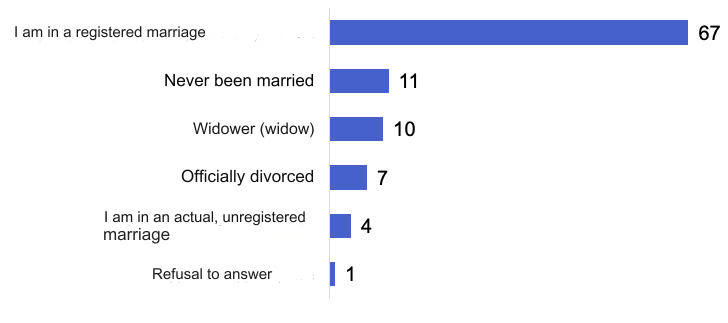 I am in a registered marriage 67
Never been married 11
Widower (widow) 10
Officially divorced 7
I am in an actual, unregistered
marriage 4
Refusal to answer 1